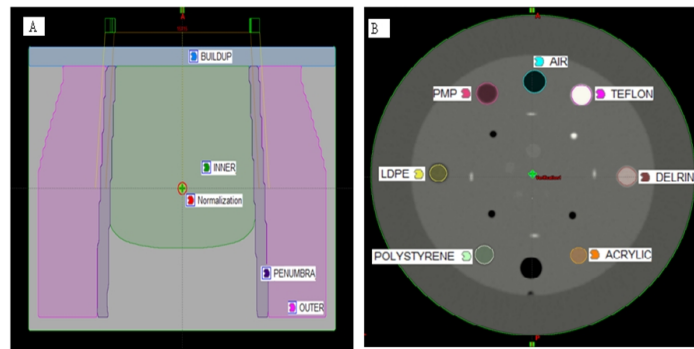 A
BUILDUP
INNER
Normalization
PENUMBRA
OUTER
B
AIR
PMP
TEFLON
LDPE
DELRIN
POLYSTYRENE
ACRYLIC